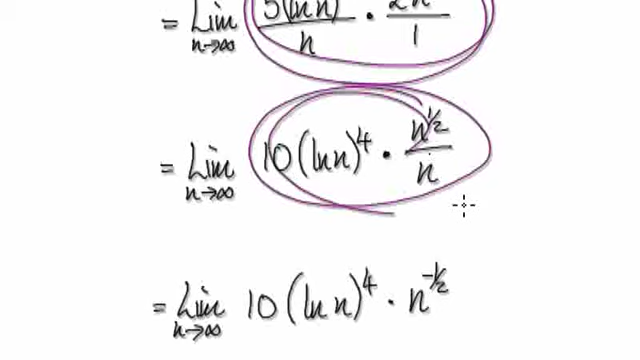 = Lim n→∞ 5(ln n) / n · 2n / 1
= Lim n→∞ 10(ln n)^4 · n^1/2 / n
= Lim n→∞ 10(ln n)^4 · n^-1/2